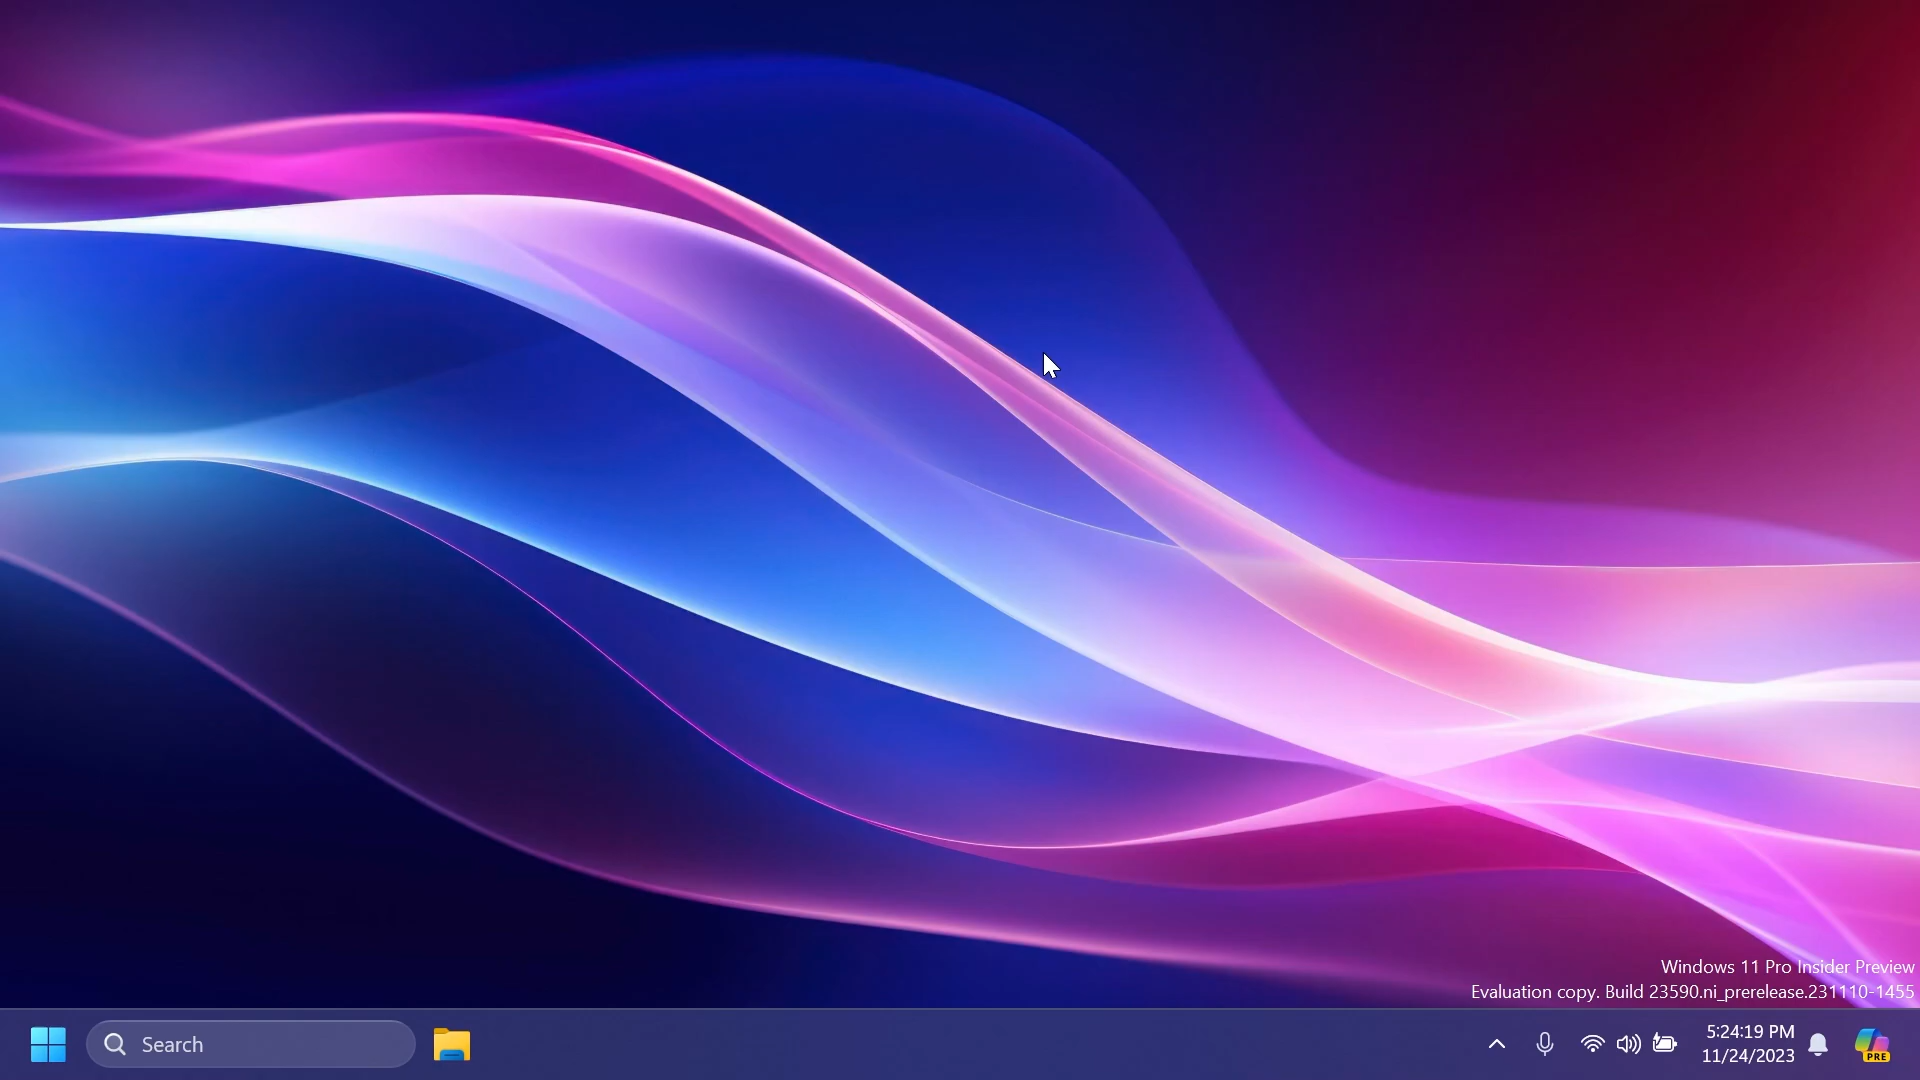 Windows 11 Pro Insider Preview
Evaluation copy. Build 23590.ni_prerelease.231110-1455
Search
5:24:19 PM
11/24/2023
PRE